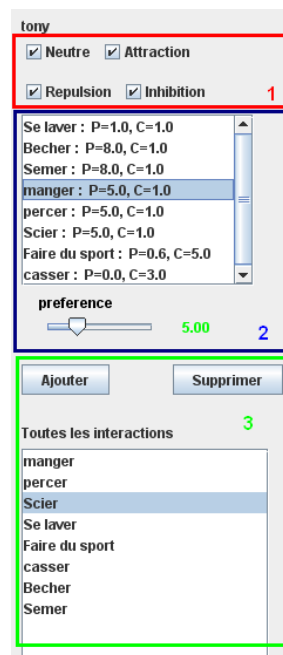 tony
Neutre Attraction
Repulsion Inhibition
1
Se laver : P=1.0, C=1.0
Becher : P=8.0, C=1.0
Semer : P=8.0, C=1.0
manger : P=5.0, C=1.0
percer : P=5.0, C=1.0
Scier : P=5.0, C=1.0
Faire du sport : P=0.6, C=5.0
casser : P=0.0, C=3.0
preference
5.00
2
Ajouter Supprimer
3
Toutes les interactions
manger
percer
Scier
Se laver
Faire du sport
casser
Becher
Semer